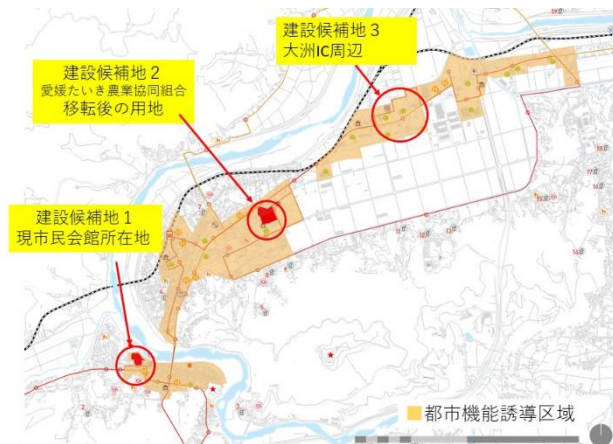 建設候補地3
大洲IC周辺
建設候補地2
愛媛たいき農業協同組合
移転後の用地
建設候補地1
現市民会館所在地
都市機能誘導区域